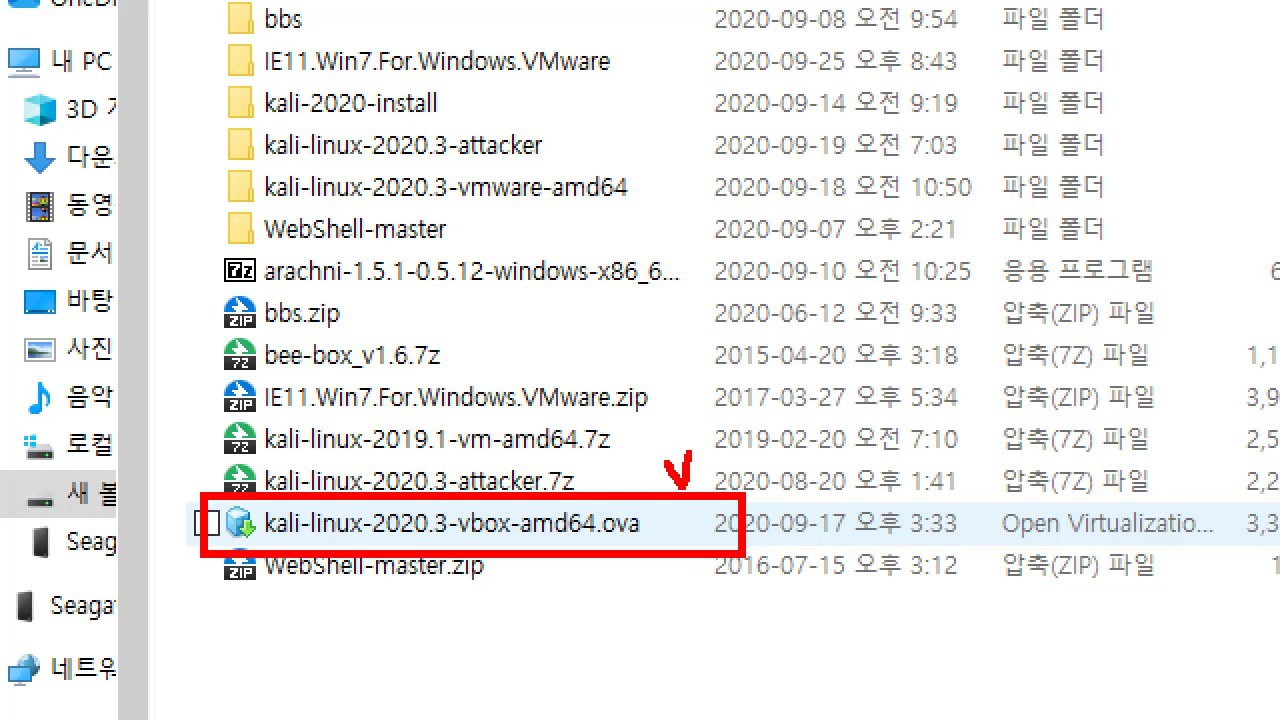 내 PC
3D
다운
동영
문서
바탕
사진
음악
로컬
새 볼
Seag
Seaga
네트워
bbs 2020-09-08 오전 9:54 파일 폴더
IE11.Win7.For.Windows.VMware 2020-09-25 오후 8:43 파일 폴더
kali-2020-install 2020-09-14 오전 9:19 파일 폴더
kali-linux-2020.3-attacker 2020-09-19 오전 7:03 파일 폴더
kali-linux-2020.3-vmware-amd64 2020-09-18 오전 10:50 파일 폴더
WebShell-master 2020-09-07 오후 2:21 파일 폴더
arachni-1.5.1-0.5.12-windows-x86_6... 2020-09-10 오전 10:25 응용 프로그램 6
bbs.zip 2020-06-12 오전 9:33 압축(ZIP) 파일
bee-box_v1.6.7z 2015-04-20 오후 3:18 압축(7Z) 파일 1,1
IE11.Win7.For.Windows.VMware.zip 2017-03-27 오후 5:34 압축(ZIP) 파일 3,9
kali-linux-2019.1-vm-amd64.7z 2019-02-20 오전 7:10 압축(7Z) 파일 2,5
kali-linux-2020.3-attacker.7z 2020-08-20 오후 1:41 압축(7Z) 파일 2,2
kali-linux-2020.3-vbox-amd64.ova 2020-09-17 오후 3:33 Open Virtualizatio... 3,3
WebShell-master.zip 2016-07-15 오후 3:12 압축(ZIP) 파일 1